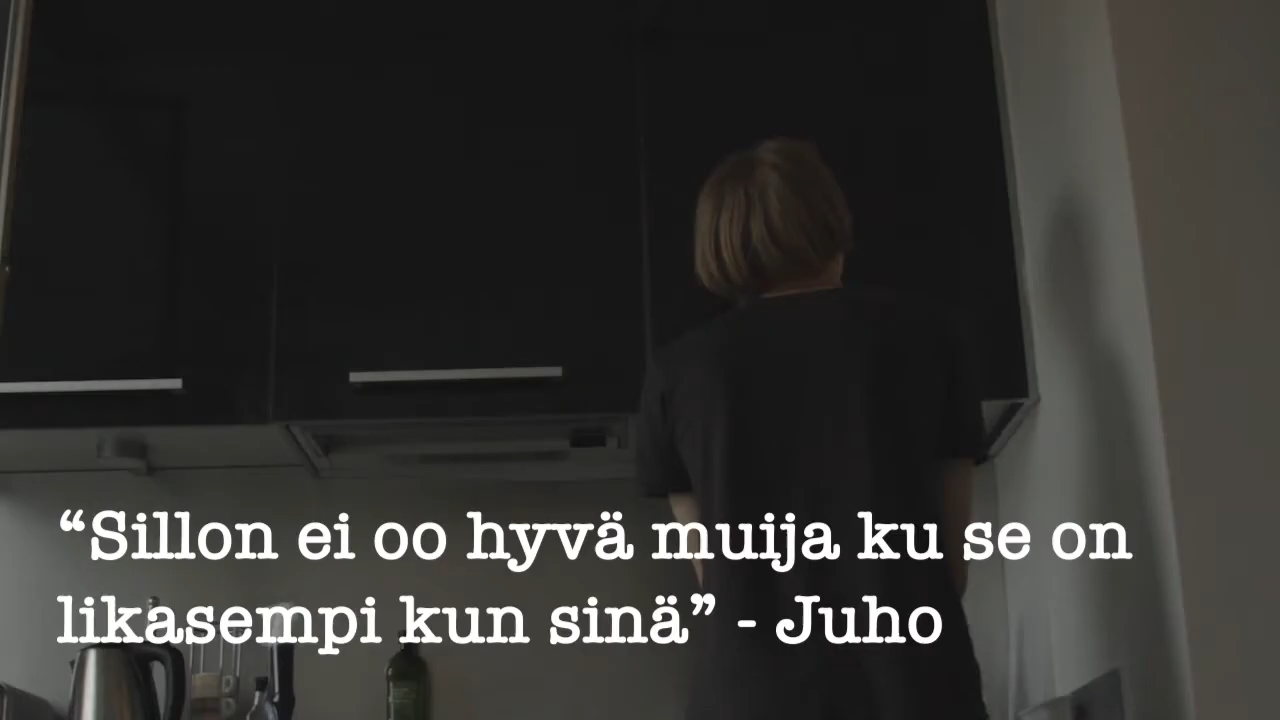 “Sillon ei oo hyvä muija ku se on
likasempi kun sinä” - Juho